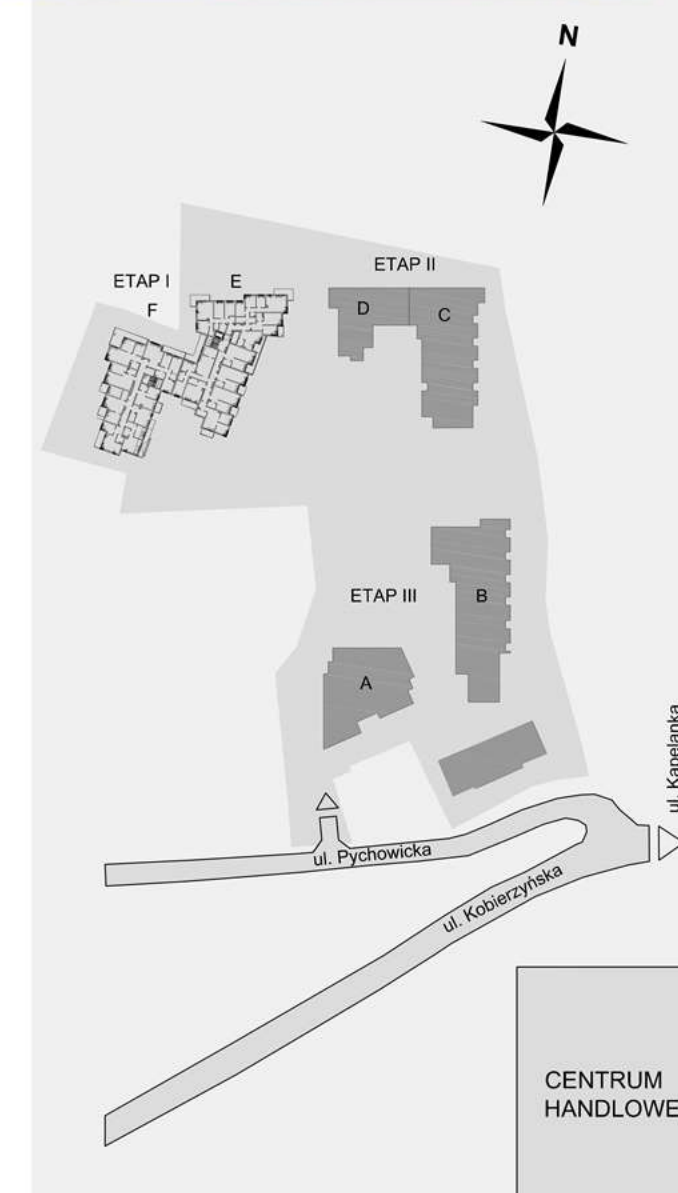 N
ETAP II
ETAP I
E
F
D
C
ETAP III
B
A
ul. Kapelanka
ul. Pychowicka
ul. Kobierzyńska
CENTRUM
HANDLOWE